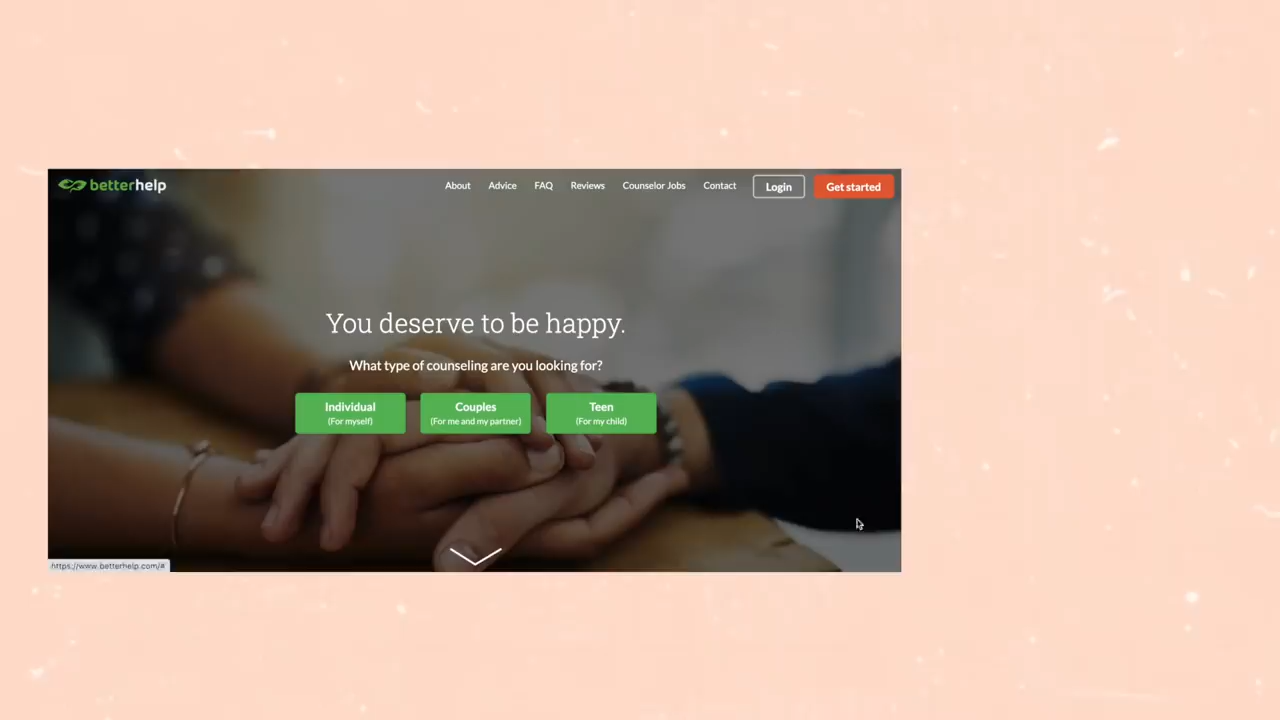 betterhelp
About Advice FAQ Reviews Counselor Jobs Contact Login Get started
You deserve to be happy.
What type of counseling are you looking for?
Individual Couples Teen
(For myself) (For me and my partner) (For my child)
https://www.betterhelp.com/#